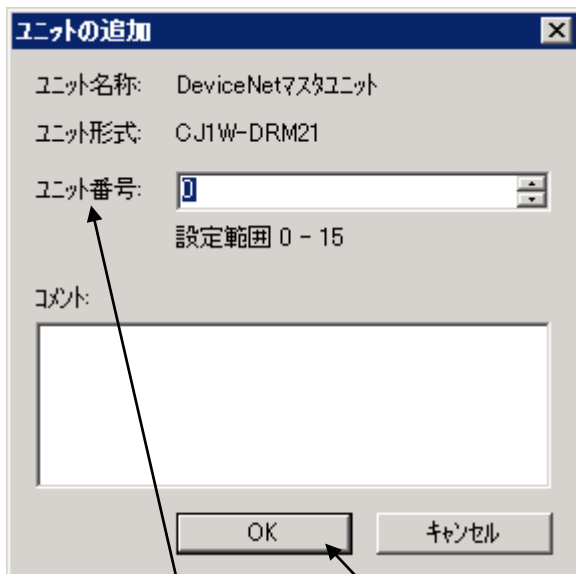 ユニットの追加
ユニット名称: DeviceNetマスタユニット
ユニット形式: CJ1W-DRM21
ユニット番号: 0
設定範囲 0 - 15
コメント:
OK キャンセル